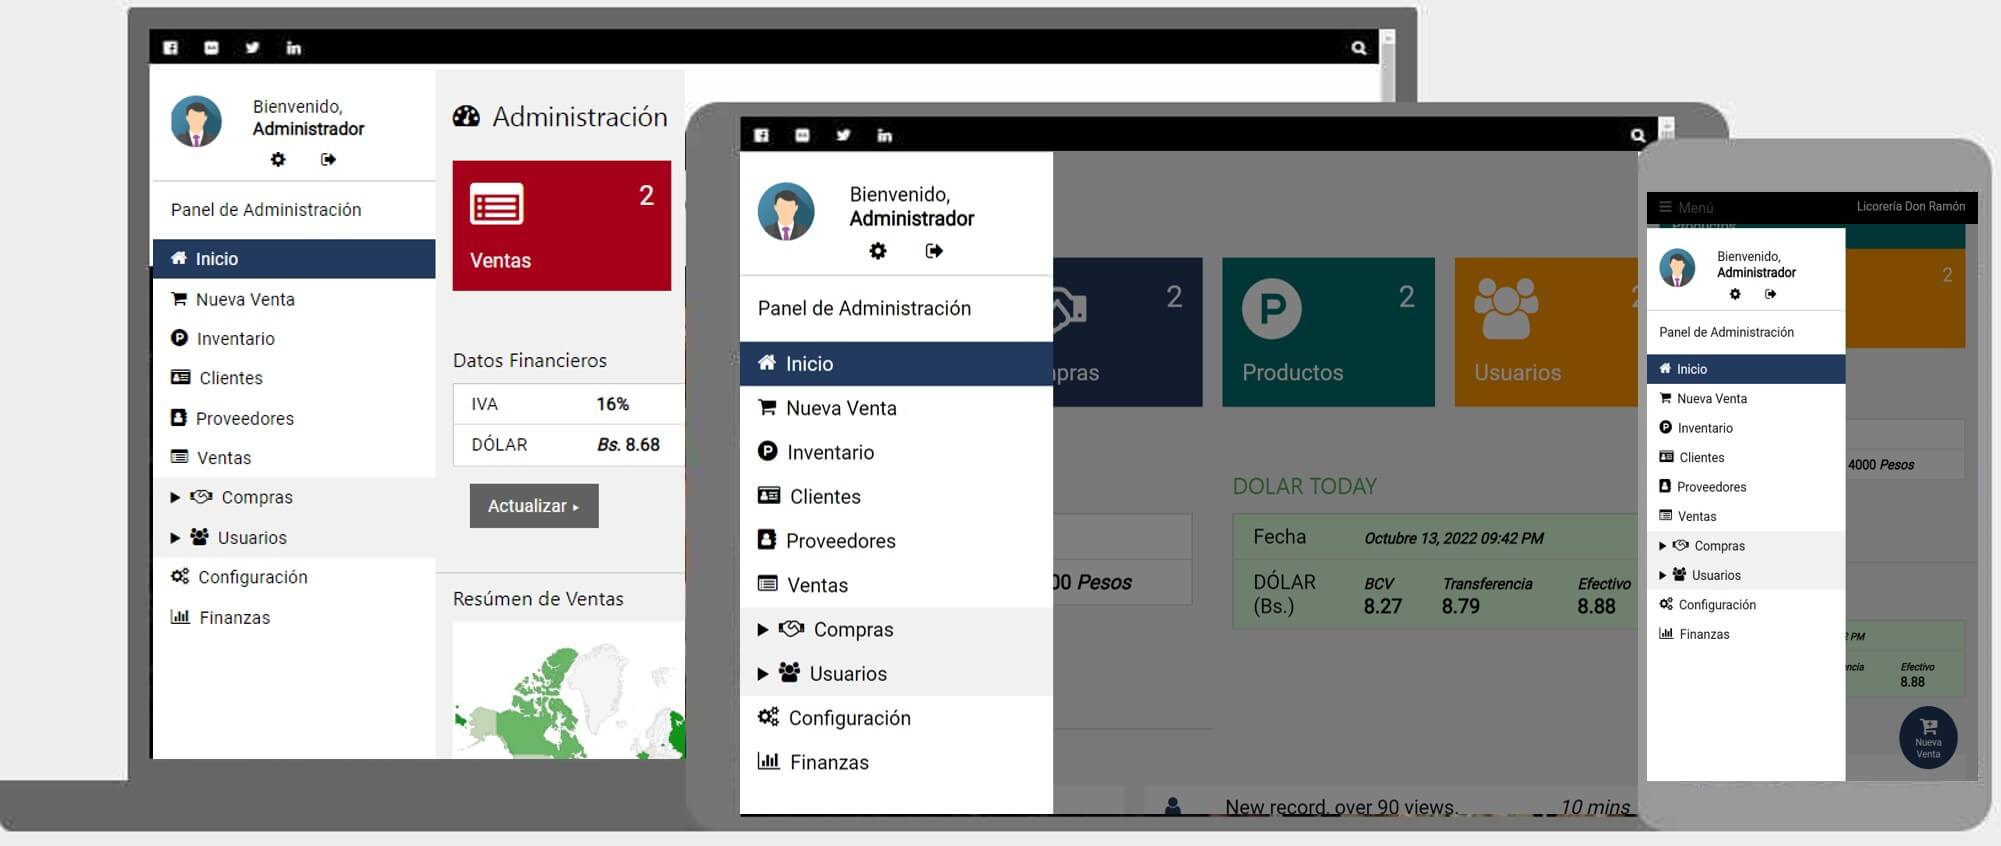 Bienvenido,
Administrador
Panel de Administración
Inicio
Nueva Venta
Inventario
Clientes
Proveedores
Ventas
Compras
Usuarios
Configuración
Finanzas
Administración
2
Ventas
Datos Financieros
IVA 16%
DÓLAR Bs. 8.68
Actualizar ▸
Resúmen de Ventas
Bienvenido,
Administrador
Panel de Administración
Inicio
Nueva Venta
Inventario
Clientes
Proveedores
Ventas
Compras
Usuarios
Configuración
Finanzas
2
pras
2
Productos
2
Usuarios
00 Pesos
DOLAR TODAY
Fecha Octubre 13, 2022 09:42 PM
DÓLAR BCV Transferencia Efectivo
(Bs.) 8.27 8.79 8.88
New record, over 90 views. 10 mins
Menú Licorería Don Ramón
Productos
Bienvenido,
Administrador
Panel de Administración
Inicio
Nueva Venta
Inventario
Clientes
Proveedores
Ventas
Compras
Usuarios
Configuración
Finanzas
2
4000 Pesos
2 PM
ncia Efectivo
8.88
Nueva
Venta